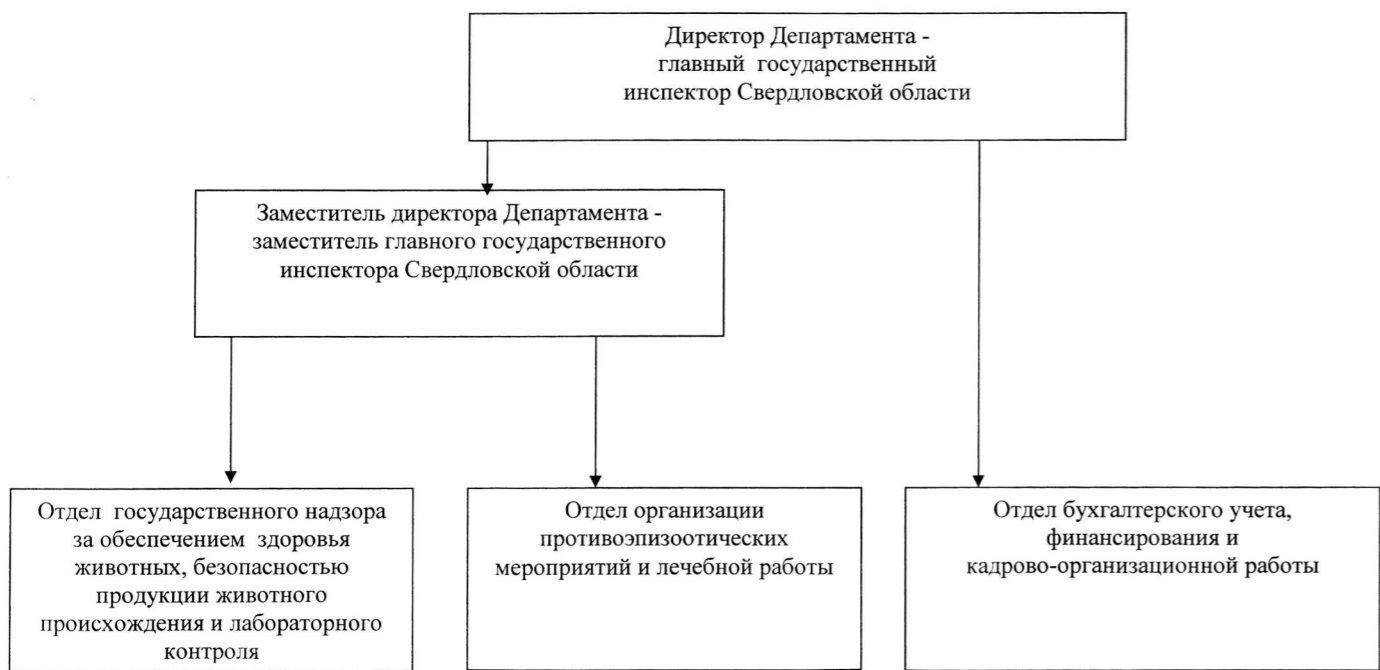 Директор Департамента -
главный государственный
инспектор Свердловской области
Заместитель директора Департамента -
заместитель главного государственного
инспектора Свердловской области
Отдел государственного надзора
за обеспечением здоровья
животных, безопасностью
продукции животного
происхождения и лабораторного
контроля
Отдел организации
противоэпизоотических
мероприятий и лечебной работы
Отдел бухгалтерского учета,
финансирования и
кадрово-организационной работы